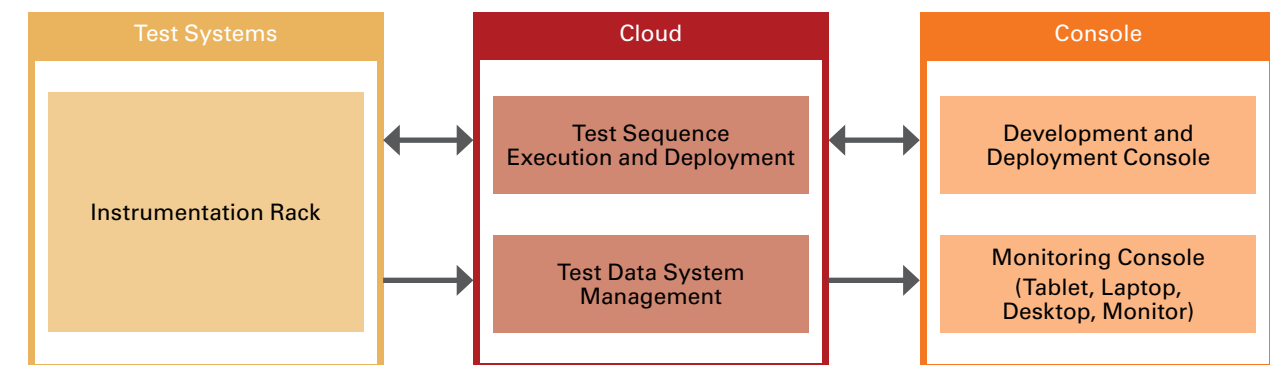 Test Systems
Cloud
Console
Instrumentation Rack
Test Sequence
Execution and Deployment
Test Data System
Management
Development and
Deployment Console
Monitoring Console
(Tablet, Laptop,
Desktop, Monitor)